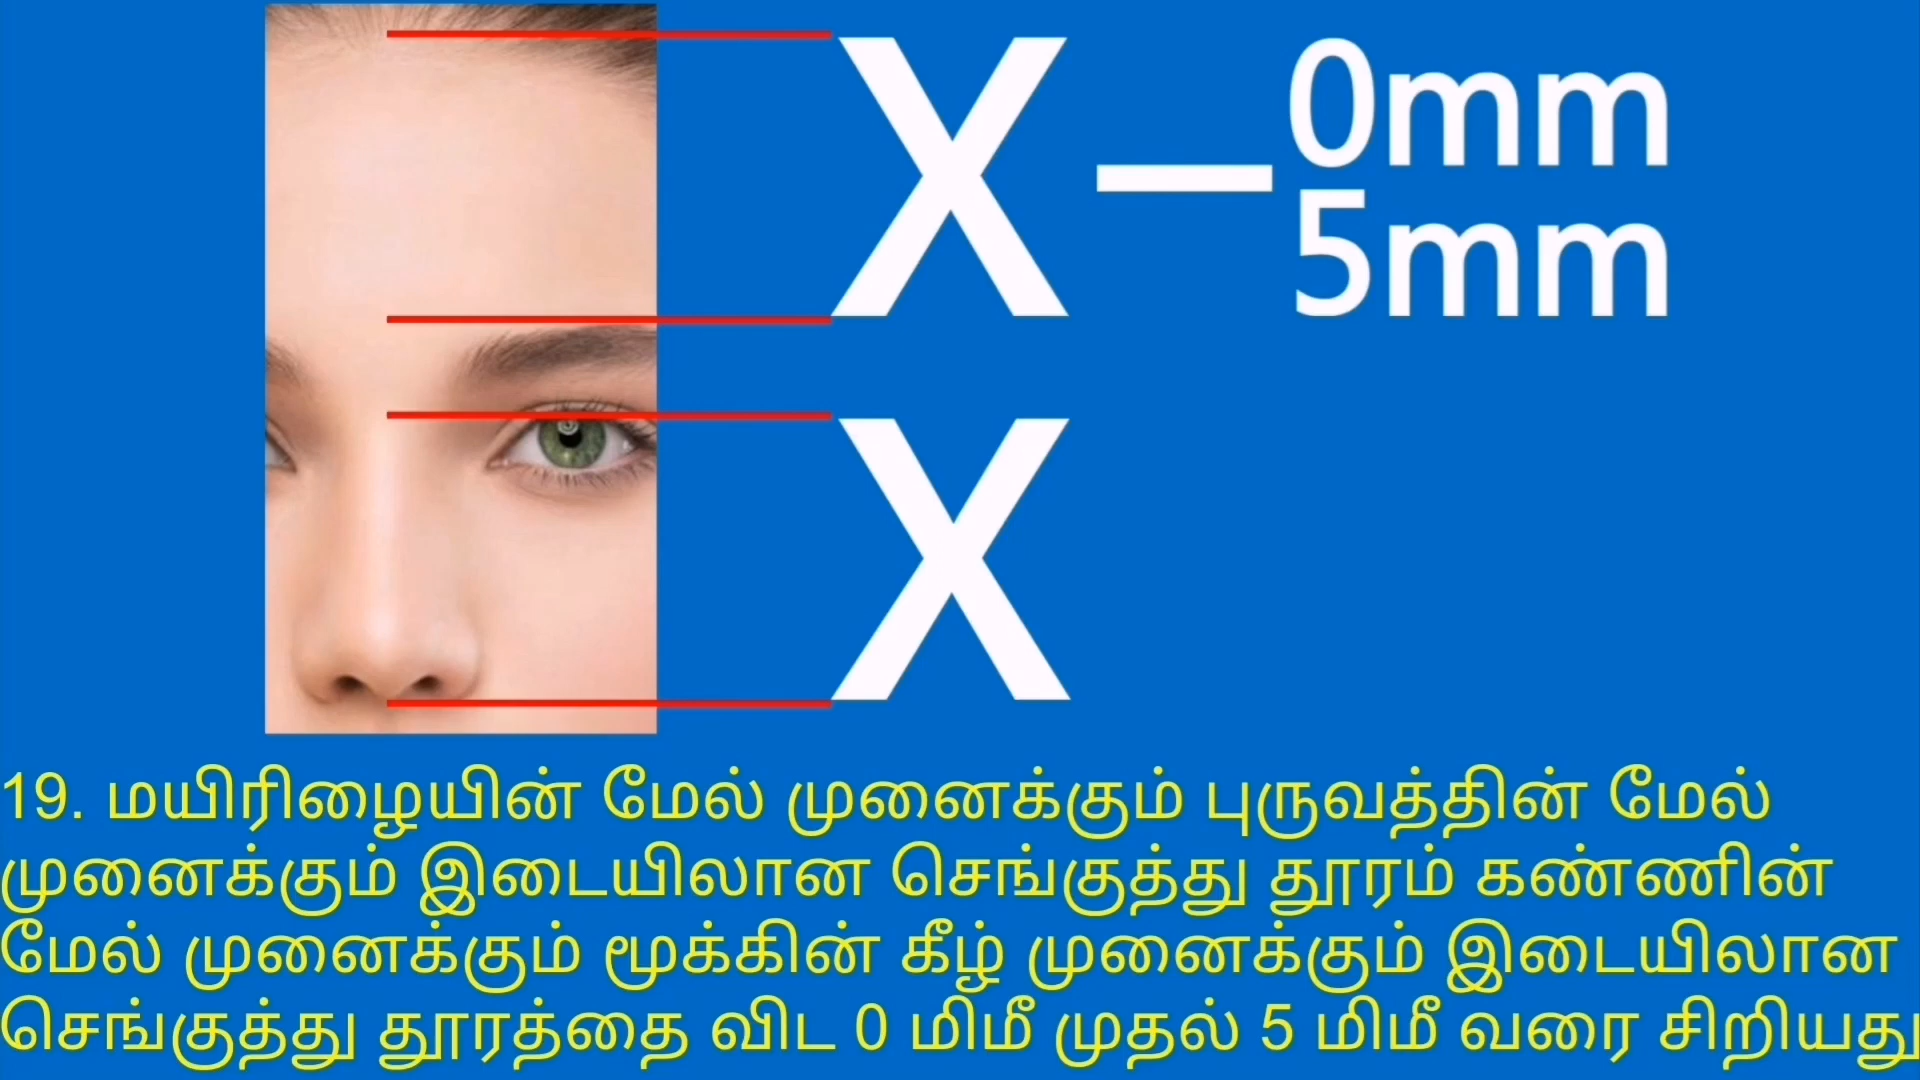 X – 0mm
5mm
X
19. மயிரிழையின் மேல் முனைக்கும் புருவத்தின் மேல்
முனைக்கும் இடையிலான செங்குத்து தூரம் கண்ணின்
மேல் முனைக்கும் மூக்கின் கீழ் முனைக்கும் இடையிலான
செங்குத்து தூரத்தை விட 0 மிமீ முதல் 5 மிமீ வரை சிறியது